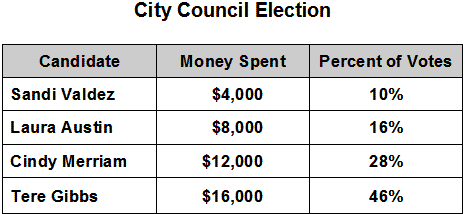 City Council Election
Candidate Money Spent Percent of Votes
Sandi Valdez $4,000 10%
Laura Austin $8,000 16%
Cindy Merriam $12,000 28%
Tere Gibbs $16,000 46%